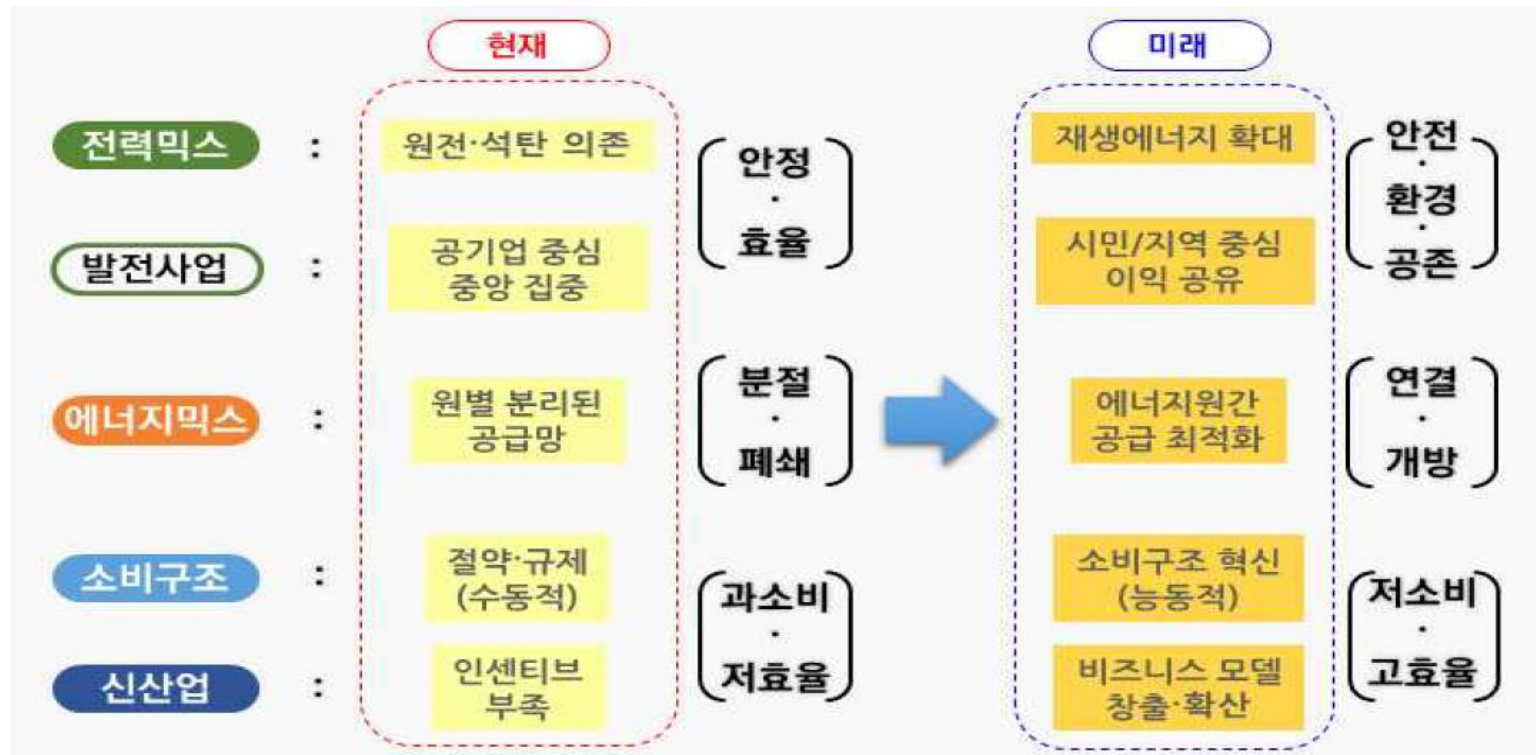 현재
미래
전력믹스 : 원전·석탄 의존
재생에너지 확대
안정
·
효율
안전
·
환경
·
공존
발전사업 : 공기업 중심
중앙 집중
시민/지역 중심
이익 공유
에너지믹스 : 원별 분리된
공급망
분절
·
폐쇄
에너지원간
공급 최적화
연결
·
개방
소비구조 : 절약·규제
(수동적)
소비구조 혁신
(능동적)
과소비
·
저효율
저소비
·
고효율
신산업 : 인센티브
부족
비즈니스 모델
창출·확산